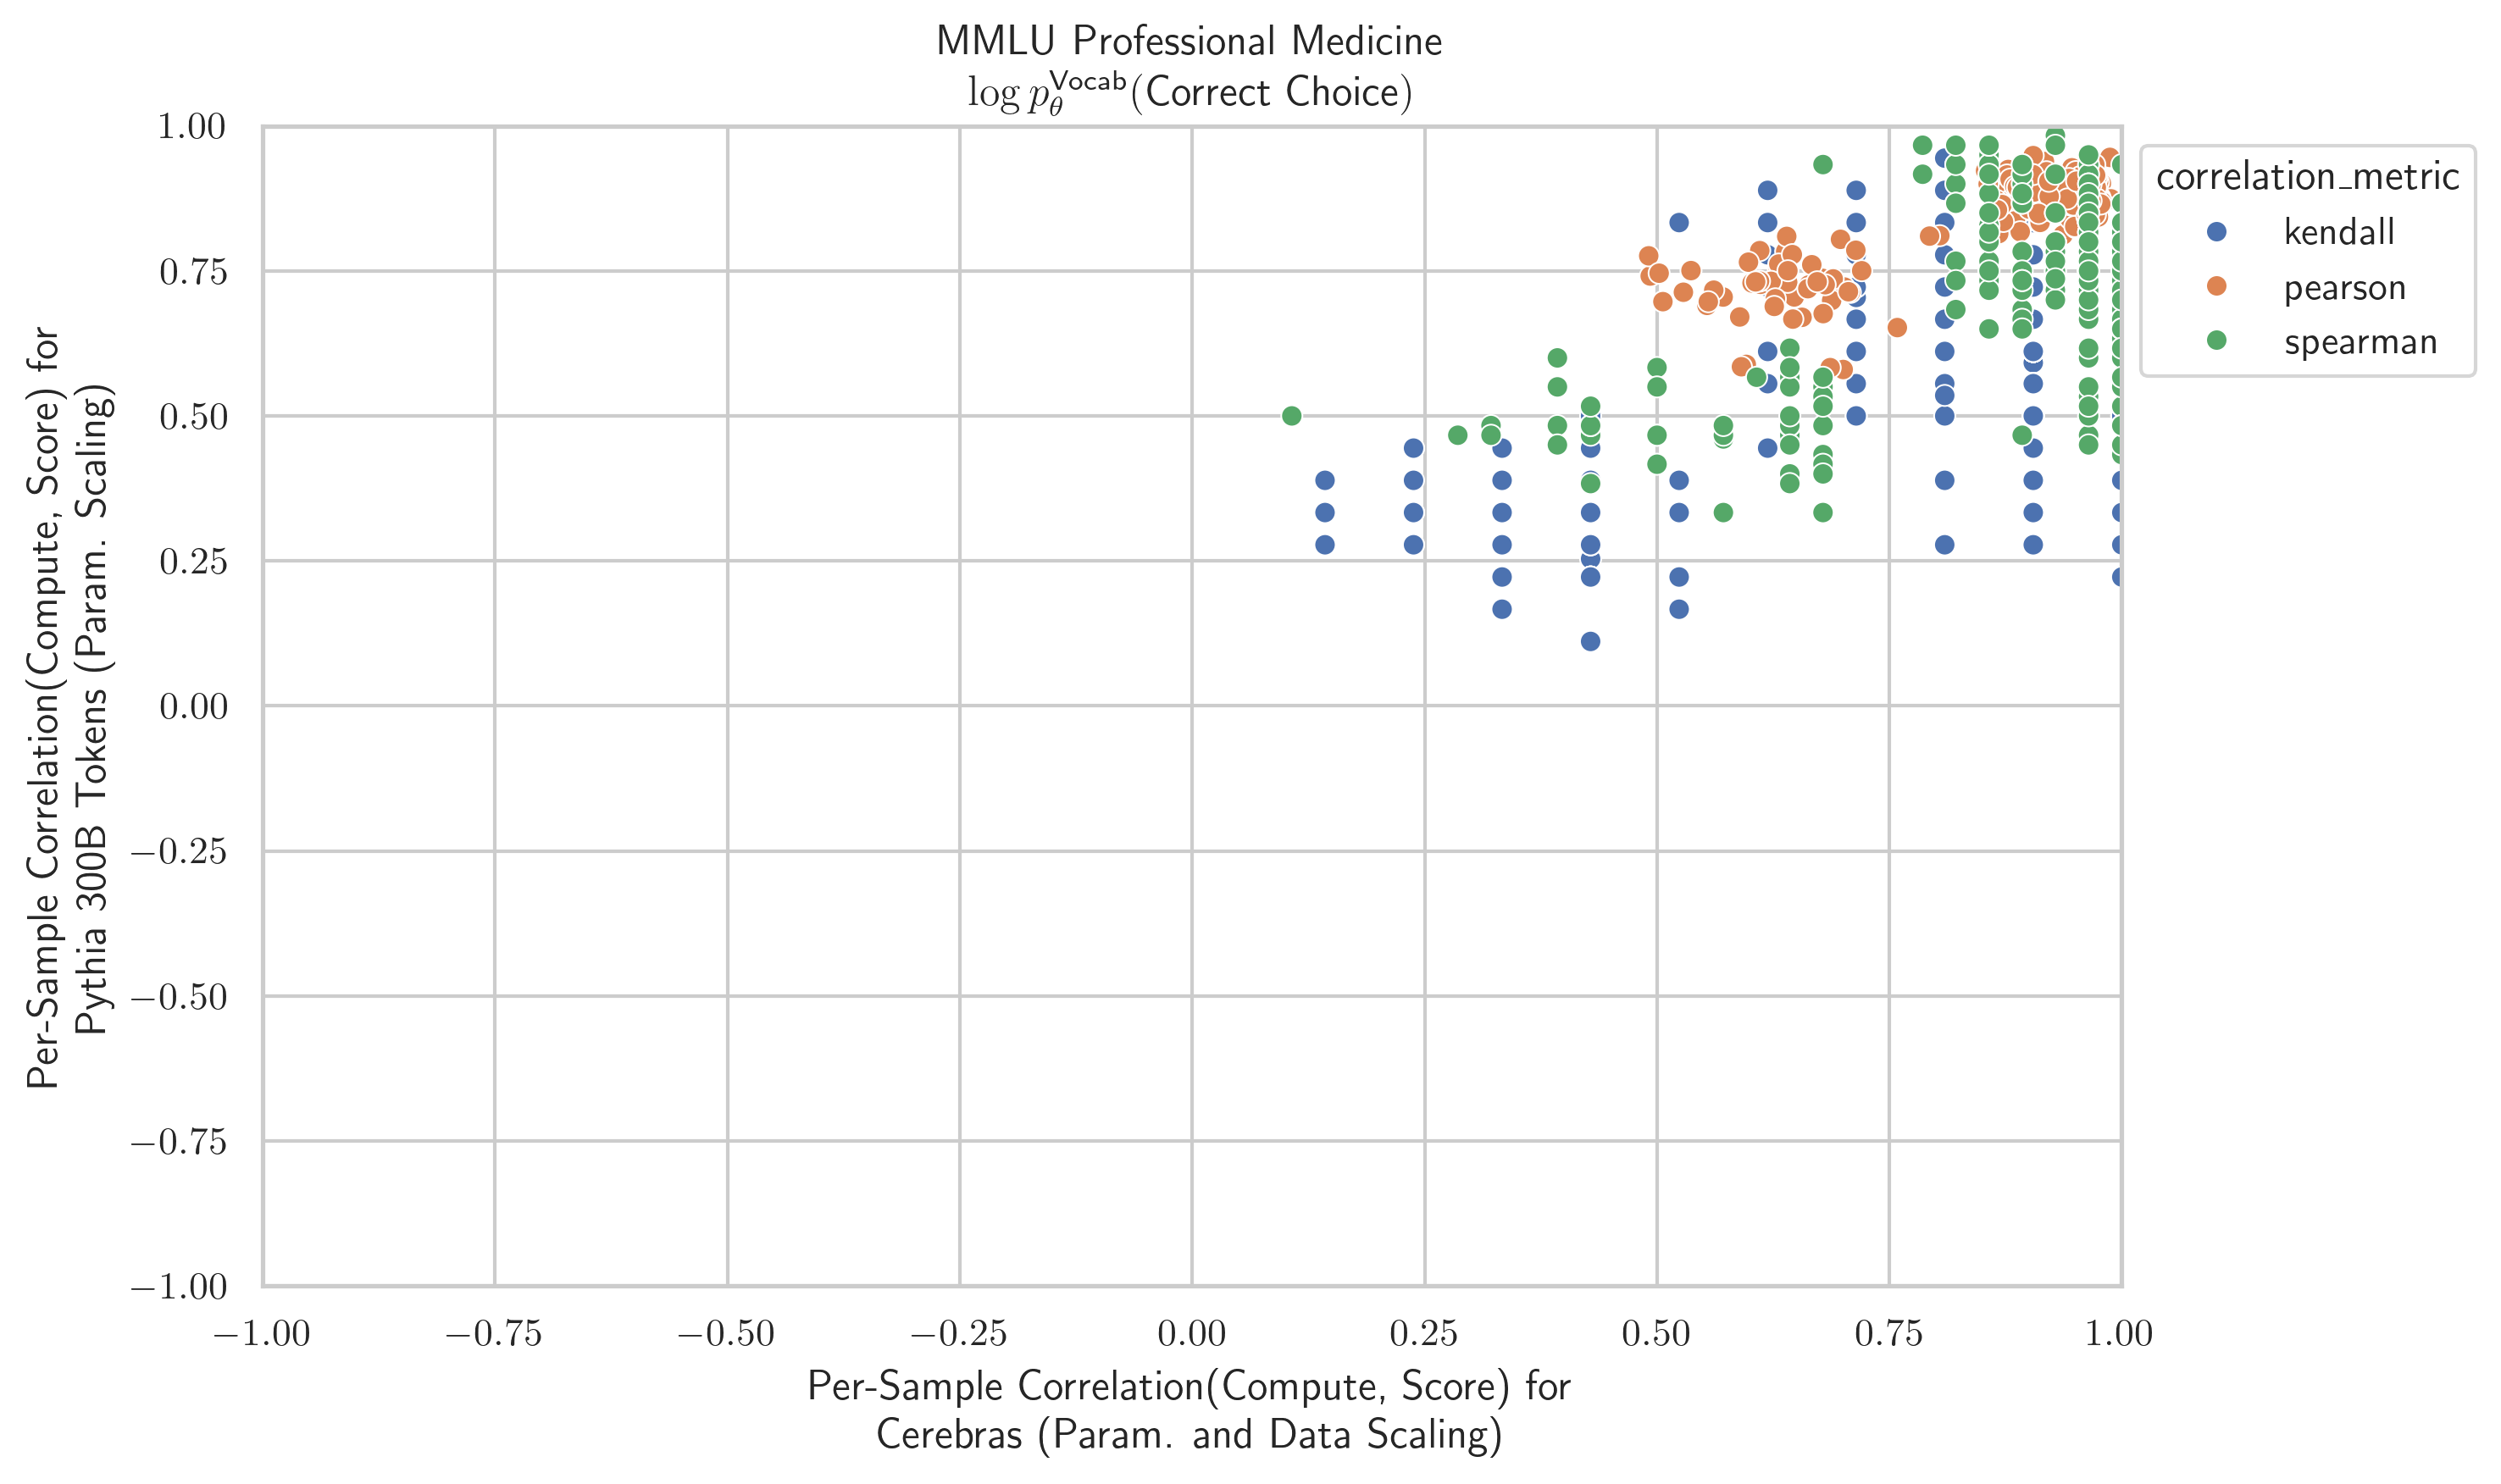 MMLU Professional Medicine
log p_θ^Vocab(Correct Choice)
Per-Sample Correlation(Compute, Score) for
Pythia 300B Tokens (Param. Scaling)
1.00
0.75
0.50
0.25
0.00
−0.25
−0.50
−0.75
−1.00
correlation_metric
kendall
pearson
spearman
−1.00
−0.75
−0.50
−0.25
0.00
0.25
0.50
0.75
1.00
Per-Sample Correlation(Compute, Score) for
Cerebras (Param. and Data Scaling)